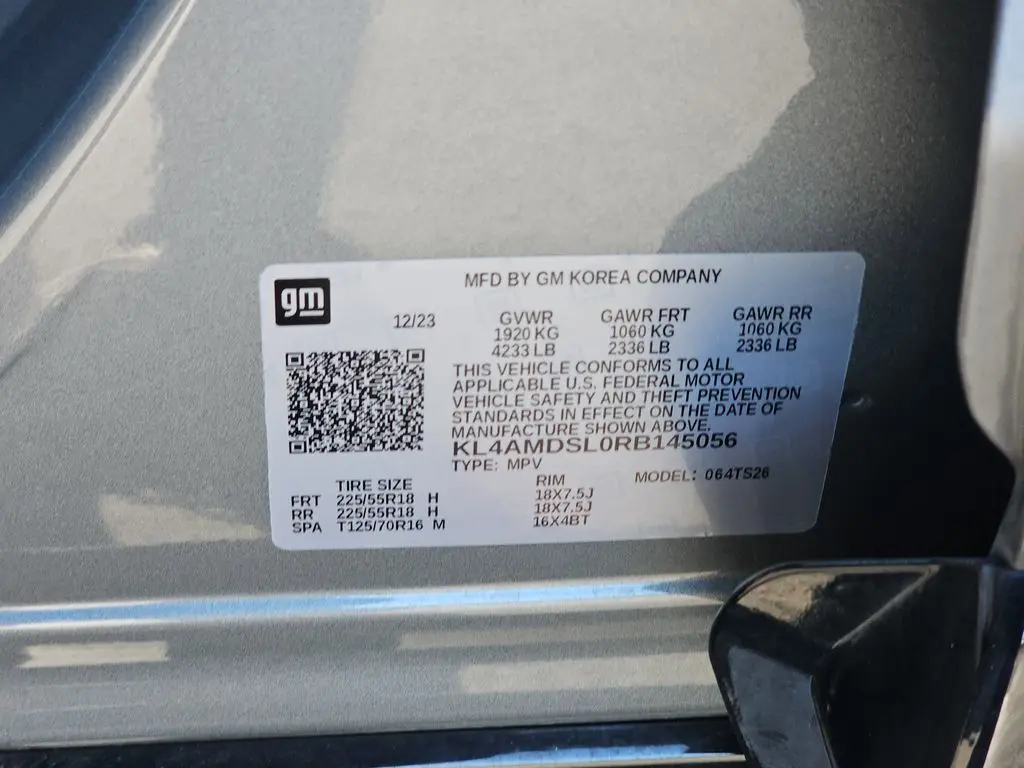 gm
MFD BY GM KOREA COMPANY
12/23 GVWR GAWR FRT GAWR RR
1920 KG 1060 KG 1060 KG
4233 LB 2336 LB 2336 LB
THIS VEHICLE CONFORMS TO ALL
APPLICABLE U.S. FEDERAL MOTOR
VEHICLE SAFETY AND THEFT PREVENTION
STANDARDS IN EFFECT ON THE DATE OF
MANUFACTURE SHOWN ABOVE.
KL4AMDSL0RB145056
TYPE: MPV MODEL: 064TS26
TIRE SIZE RIM
FRT 225/55R18 H 18X7.5J
RR 225/55R18 H 18X7.5J
SPA T125/70R16 M 16X4BT